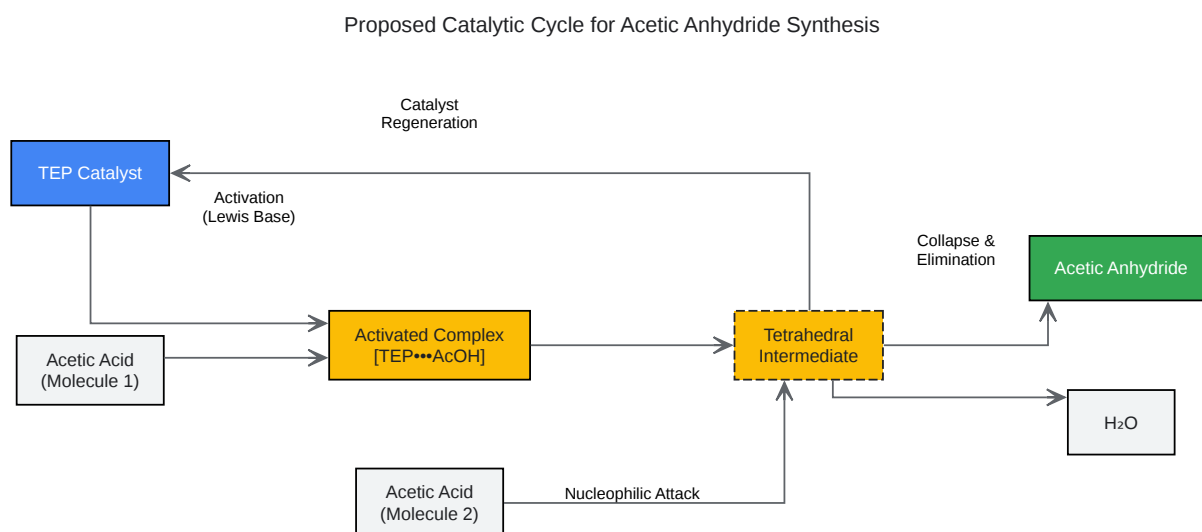 Proposed Catalytic Cycle for Acetic Anhydride Synthesis
Catalyst
Regeneration
TEP Catalyst
Activation
(Lewis Base)
Collapse &
Elimination
Acetic Anhydride
Activated Complex
[TEP•••AcOH]
Tetrahedral
Intermediate
Acetic Acid
(Molecule 1)
H₂O
Acetic Acid
(Molecule 2)
Nucleophilic Attack